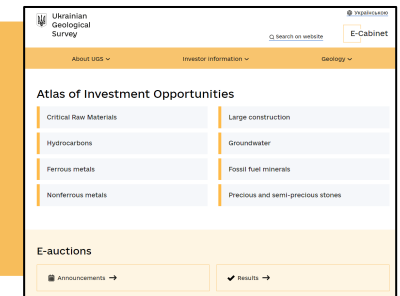 Ukrainian
Geological
Survey
Українською
Search on website
E-Cabinet
About UGS
Investor information
Geology
Atlas of Investment Opportunities
Critical Raw Materials
Large construction
Hydrocarbons
Groundwater
Ferrous metals
Fossil fuel minerals
Nonferrous metals
Precious and semi-precious stones
E-auctions
Announcements →
Results →